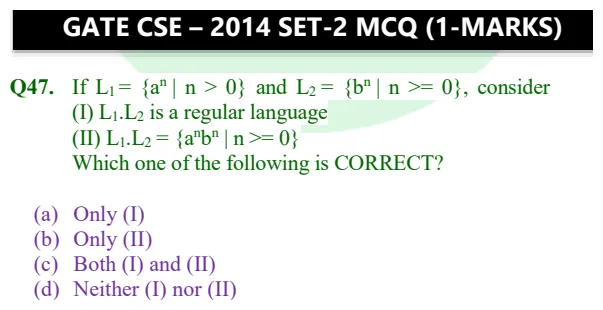 GATE CSE – 2014 SET-2 MCQ (1-MARKS)
Q47. If L₁= {aⁿ | n > 0} and L₂= {bⁿ | n >= 0}, consider
(I) L₁.L₂ is a regular language
(II) L₁.L₂ = {aⁿbⁿ | n >= 0}
Which one of the following is CORRECT?
(a) Only (I)
(b) Only (II)
(c) Both (I) and (II)
(d) Neither (I) nor (II)